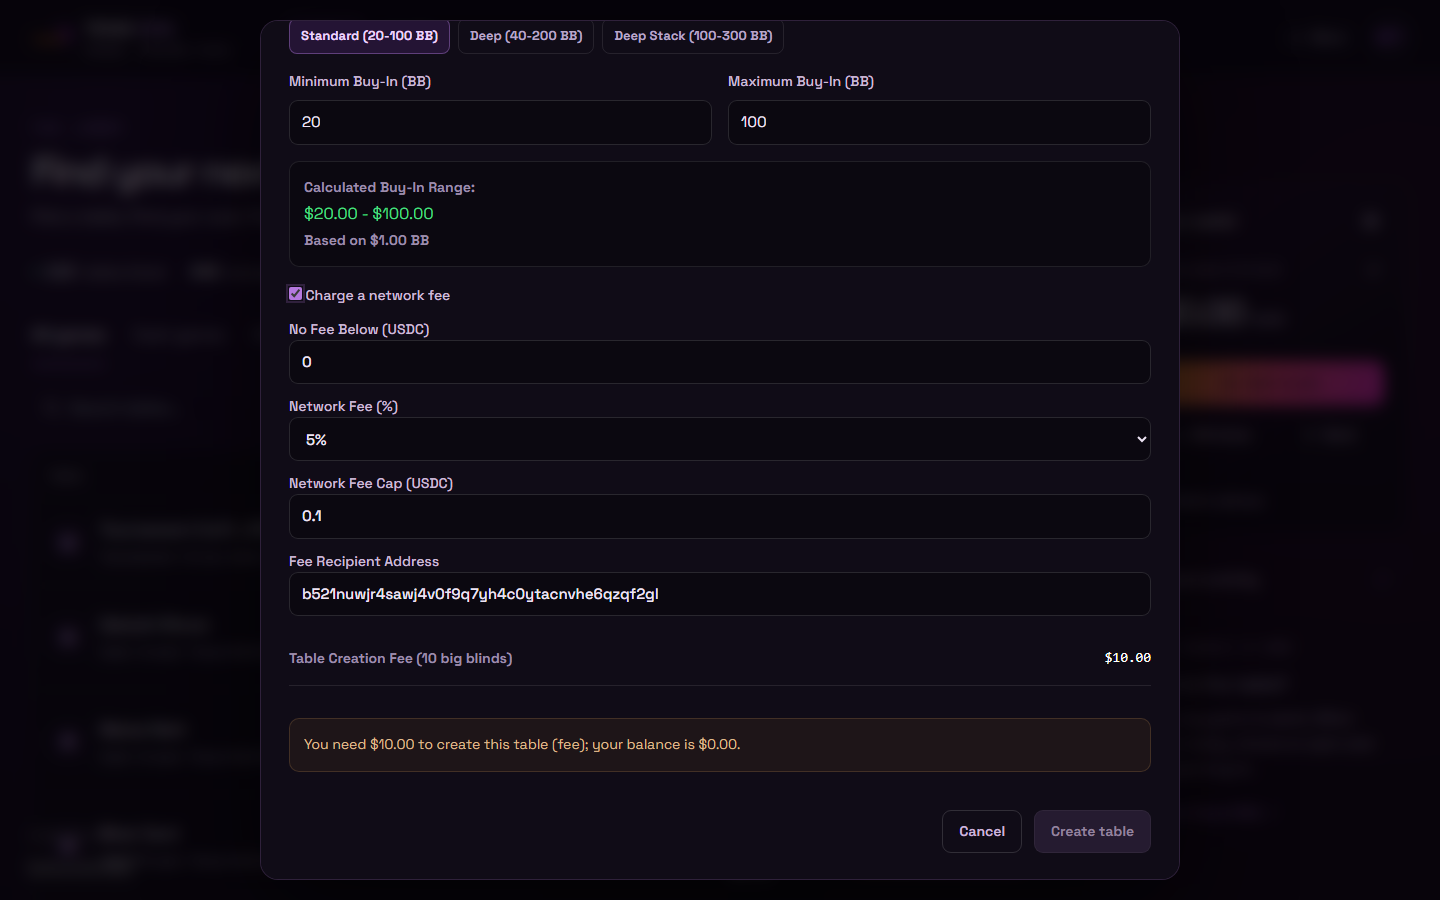 Standard (20-100 BB)
Deep (40-200 BB)
Deep Stack (100-300 BB)
Minimum Buy-In (BB)
Maximum Buy-In (BB)
20
100
Calculated Buy-In Range:
$20.00 - $100.00
Based on $1.00 BB
Charge a network fee
No Fee Below (USDC)
0
Network Fee (%)
5%
Network Fee Cap (USDC)
0.1
Fee Recipient Address
b521nuwjr4sawj4v0f9q7yh4c0ytacnvhe6qzqf2gl
Table Creation Fee (10 big blinds)
$10.00
You need $10.00 to create this table (fee); your balance is $0.00.
Cancel
Create table